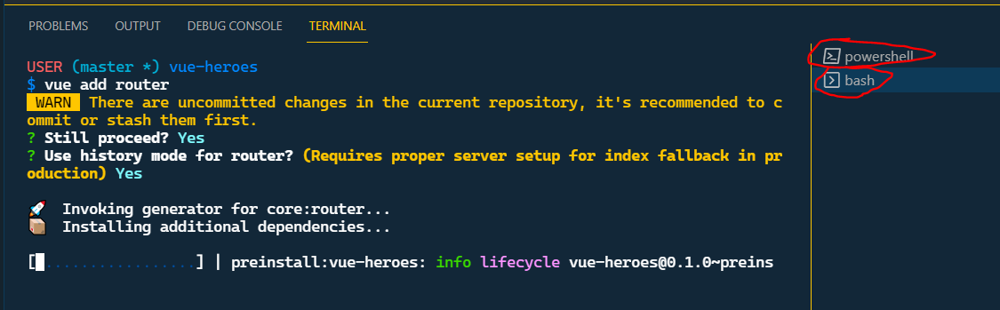 PROBLEMS OUTPUT DEBUG CONSOLE TERMINAL
USER (master *) vue-heroes
$ vue add router
WARN There are uncommitted changes in the current repository, it's recommended to c
ommit or stash them first.
? Still proceed? Yes
? Use history mode for router? (Requires proper server setup for index fallback in pr
oduction) Yes
🚀 Invoking generator for core:router...
📦 Installing additional dependencies...
[ .................] | preinstall:vue-heroes: info lifecycle vue-heroes@0.1.0~preins
powershell
bash